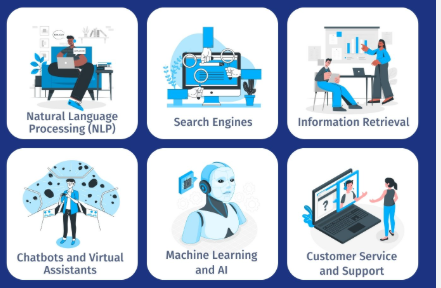 Natural Language
Processing (NLP)
Search Engines
Information Retrieval
Chatbots and Virtual
Assistants
Machine Learning
and AI
Customer Service
and Support
?